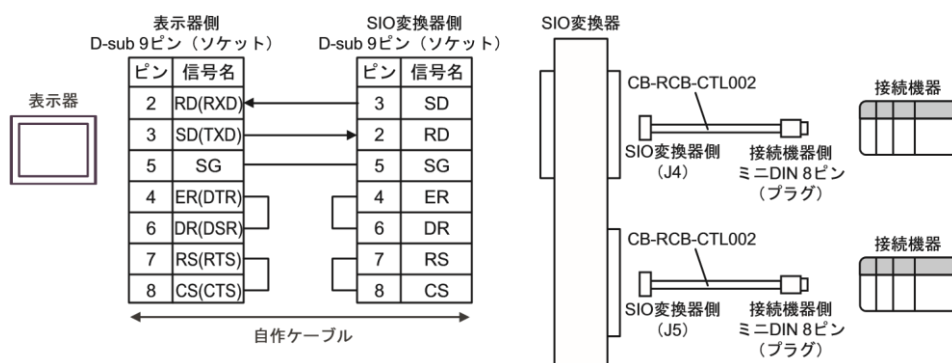 表示器
表示器側
D-sub 9ピン（ソケット）
ピン 信号名
2 RD(RXD)
3 SD(TXD)
5 SG
4 ER(DTR)
6 DR(DSR)
7 RS(RTS)
8 CS(CTS)
SIO変換器側
D-sub 9ピン（ソケット）
ピン 信号名
3 SD
2 RD
5 SG
4 ER
6 DR
7 RS
8 CS
自作ケーブル
SIO変換器
CB-RCB-CTL002
SIO変換器側
（J4）
接続機器側
ミニDIN 8ピン
（プラグ）
接続機器
CB-RCB-CTL002
SIO変換器側
（J5）
接続機器側
ミニDIN 8ピン
（プラグ）
接続機器